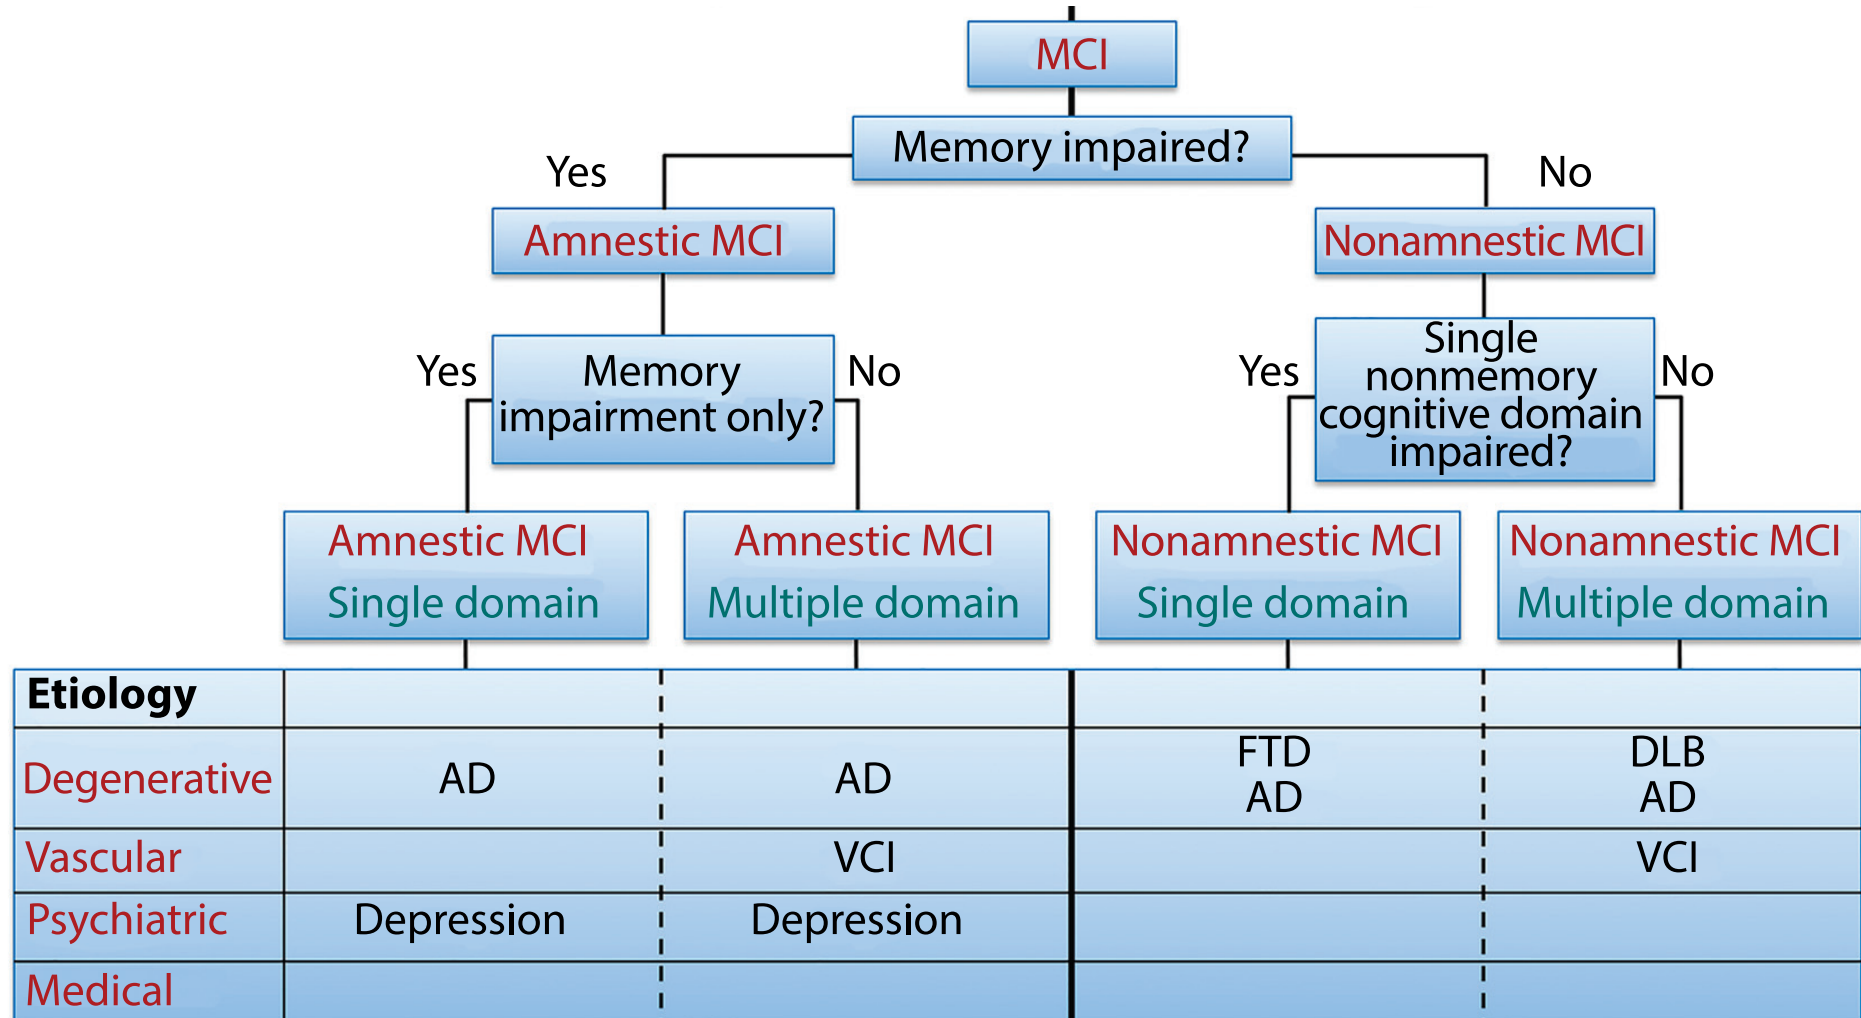 MCI
Memory impaired?
Yes
No
Amnestic MCI
Nonamnestic MCI
Yes
Memory
impairment only?
No
Yes
Single
nonmemory
cognitive domain
impaired?
No
Amnestic MCI
Single domain
Amnestic MCI
Multiple domain
Nonamnestic MCI
Single domain
Nonamnestic MCI
Multiple domain
Etiology
Degenerative
AD
AD
FTD
AD
DLB
AD
Vascular
VCI
VCI
Psychiatric
Depression
Depression
Medical